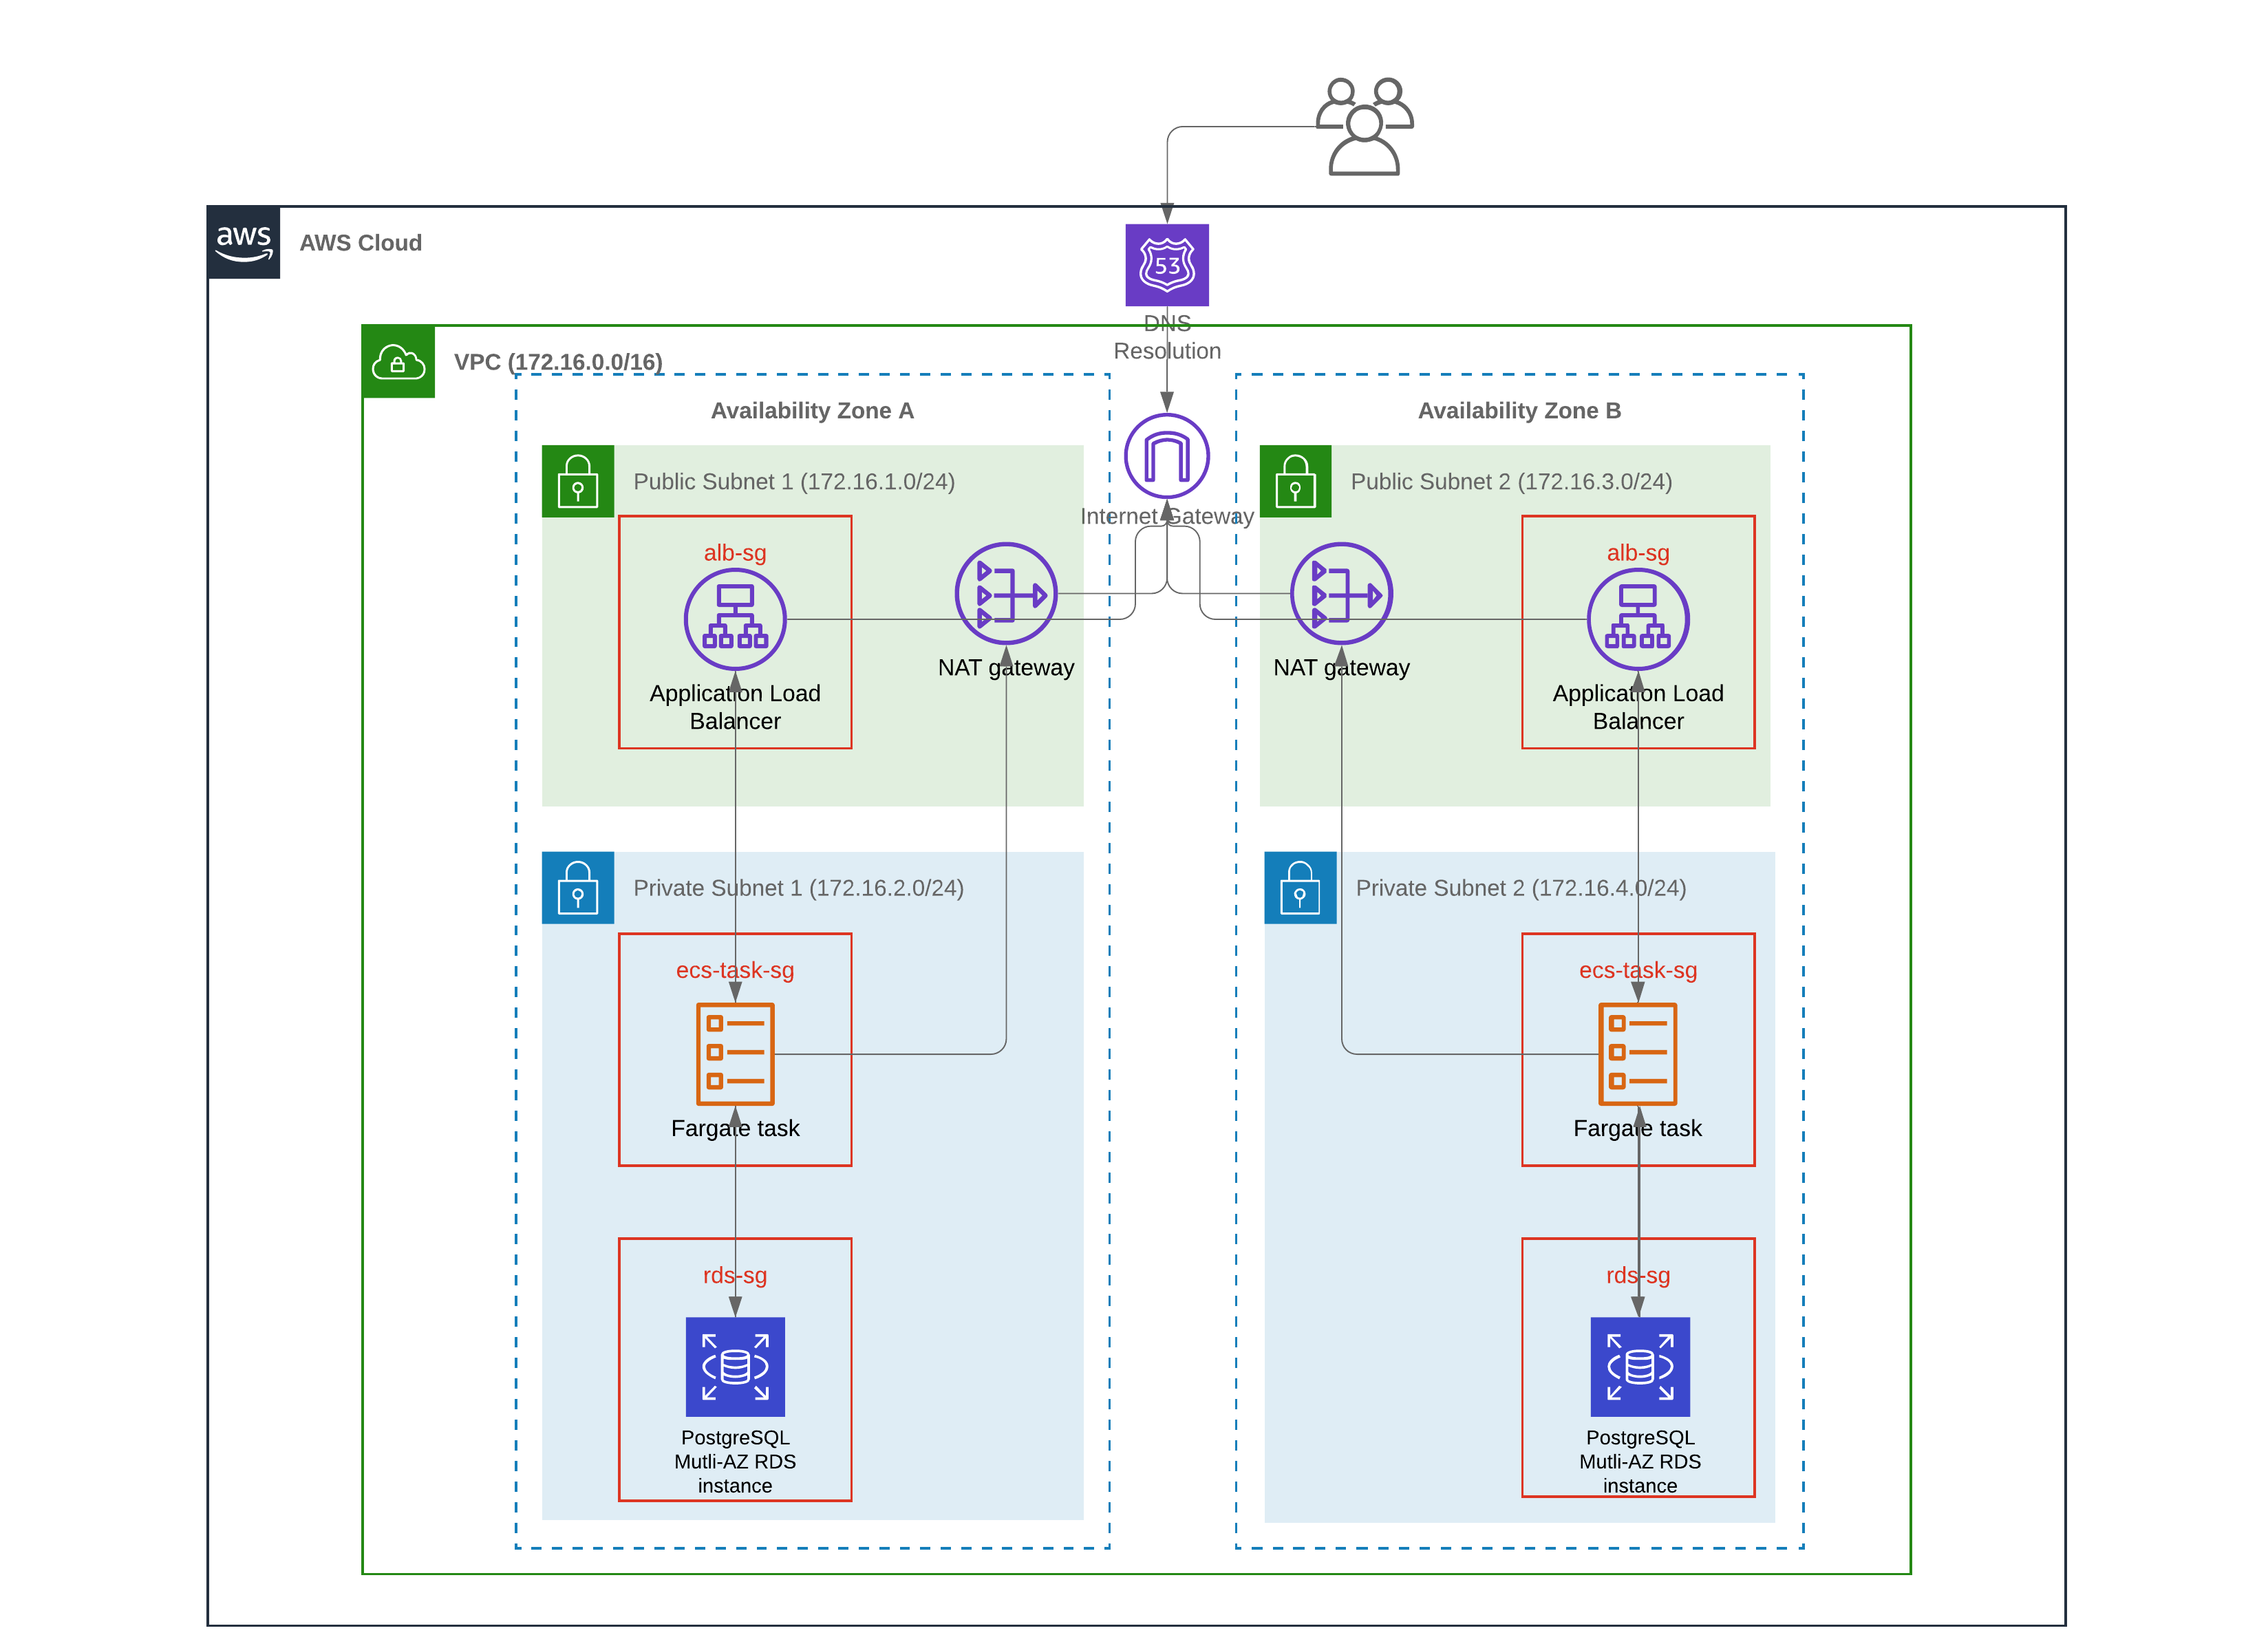 aws
AWS Cloud
53
DNS
Resolution
VPC (172.16.0.0/16)
Availability Zone A
Availability Zone B
Public Subnet 1 (172.16.1.0/24)
Public Subnet 2 (172.16.3.0/24)
Internet Gateway
alb-sg
alb-sg
NAT gateway
NAT gateway
Application Load
Balancer
Application Load
Balancer
Private Subnet 1 (172.16.2.0/24)
Private Subnet 2 (172.16.4.0/24)
ecs-task-sg
ecs-task-sg
Fargate task
Fargate task
rds-sg
rds-sg
PostgreSQL
Mutli-AZ RDS
instance
PostgreSQL
Mutli-AZ RDS
instance